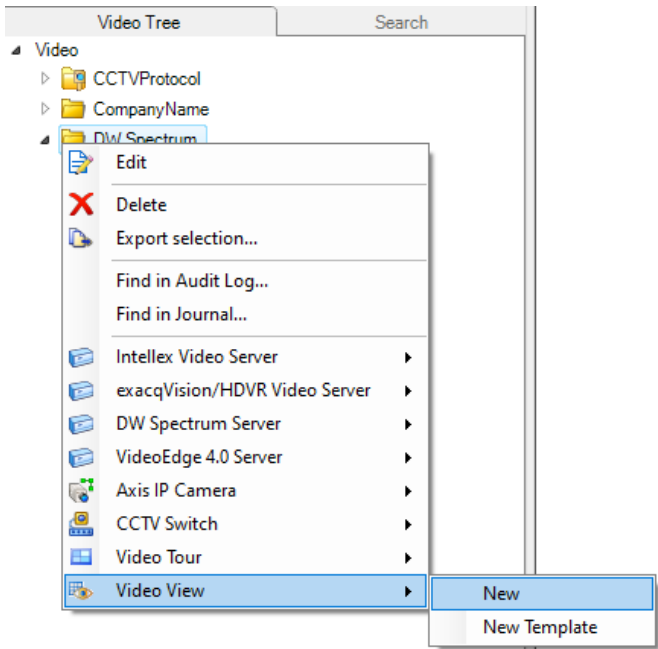 Video Tree
Search
Video
CCTVProtocol
CompanyName
DW Spectrum
Edit
Delete
Export selection...
Find in Audit Log...
Find in Journal...
Intellex Video Server
exacqVision/HDVR Video Server
DW Spectrum Server
VideoEdge 4.0 Server
Axis IP Camera
CCTV Switch
Video Tour
Video View
New
New Template